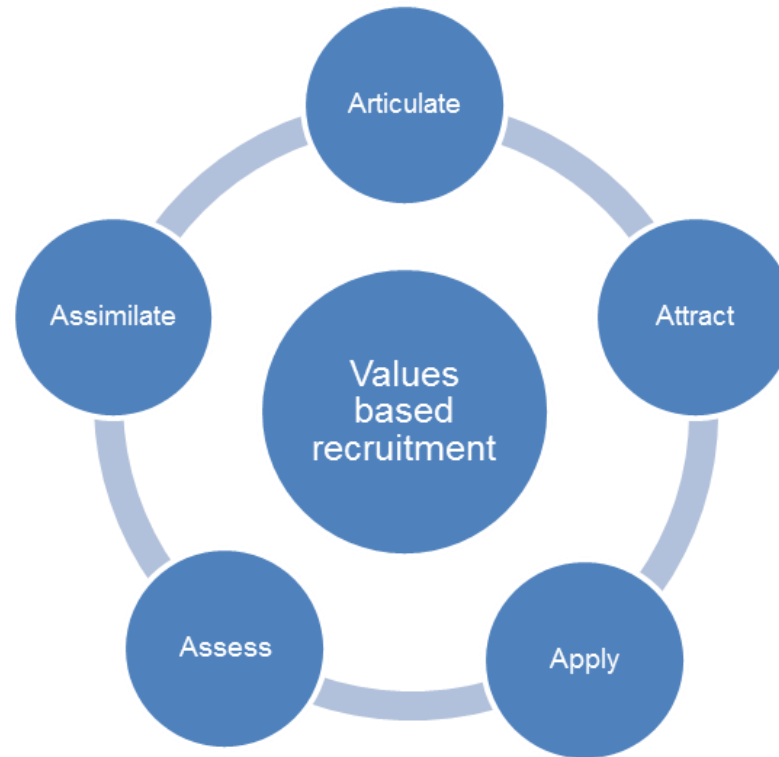 Articulate
Attract
Apply
Assess
Assimilate
Values
based
recruitment